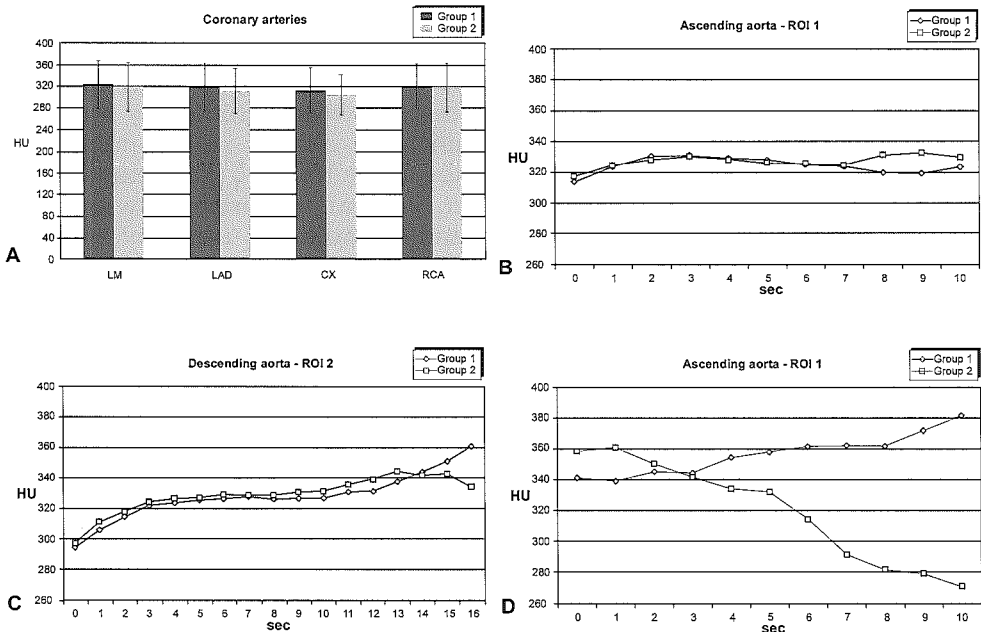 Coronary arteries
Group 1
Group 2
400
360
320
280
HU
240
200
160
120
80
40
0
LM
LAD
CX
RCA
A
Ascending aorta - ROI 1
Group 1
Group 2
400
380
360
340
HU
320
300
280
260
0 1 2 3 4 5 6 7 8 9 10
sec
B
Descending aorta - ROI 2
Group 1
Group 2
400
380
360
340
HU
320
300
280
260
0 1 2 3 4 5 6 7 8 9 10 11 12 13 14 15 16
sec
C
Ascending aorta - ROI 1
Group 1
Group 2
400
380
360
340
HU
320
300
280
260
0 1 2 3 4 5 6 7 8 9 10
sec
D